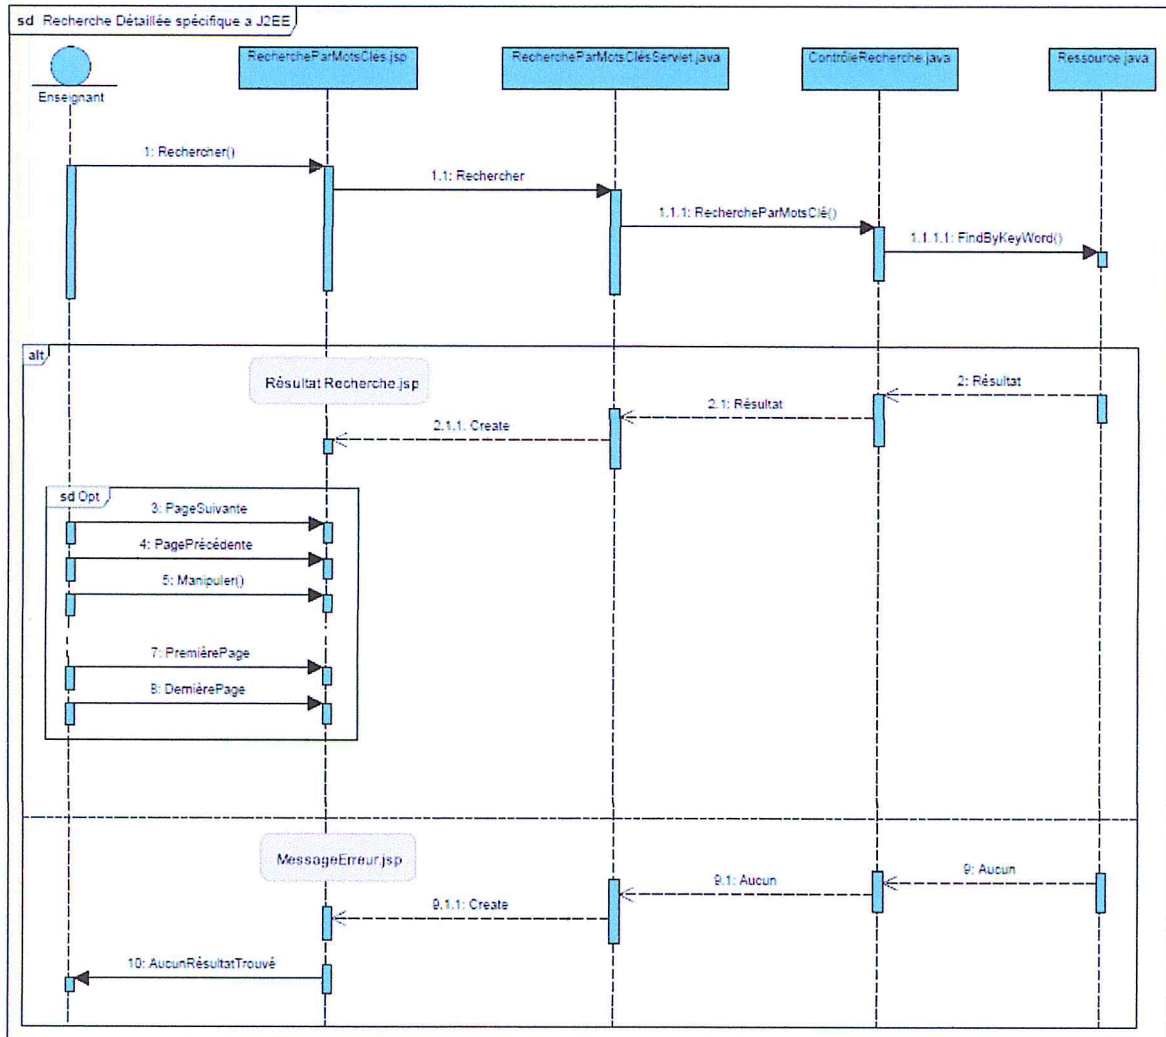 sd Recherche Détaillée spécifique a J2EE
RechercheParMotsCles.jsp
RechercheParMotsClésServlet.java
ContrôleRecherche.java
Ressource.java
Enseignant
1: Rechercher()
1.1: Rechercher
1.1.1: RechercheParMotsClé()
1.1.1.1: FindByKeyWord()
alt
Résultat Recherche.jsp
2: Résultat
2.1: Résultat
2.1.1: Create
sd Opt
3: PageSuivante
4: PagePrécédente
5: Manipuler()
7: PremièrePage
8: DernièrePage
MessageErreur.jsp
9: Aucun
9.1: Aucun
9.1.1: Create
10: AucunRésultatTrouvé